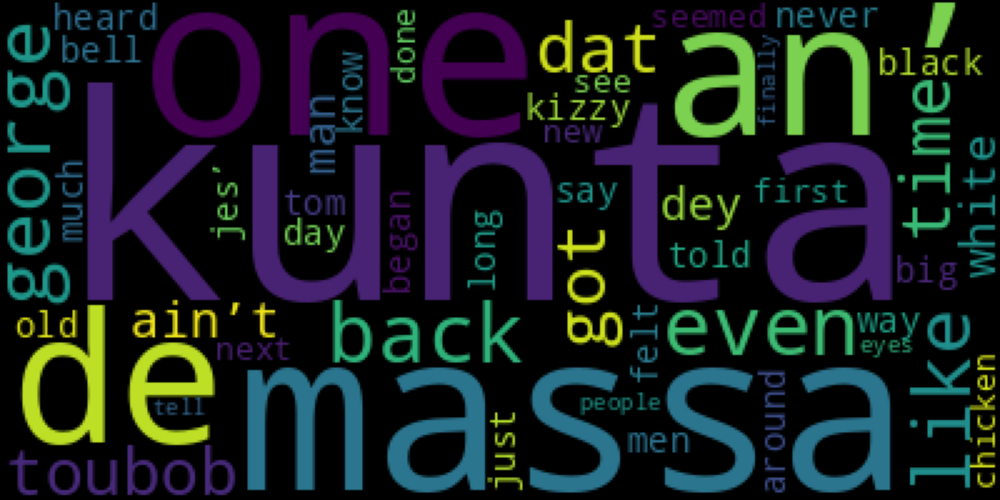 heard
bell
george
one
done
know
man
dat
see
kizzy
new
seemed
never
finally
an’
black
time
white
kunta
much
jes’
tom
day
began
long
say
got
dey
first
told
big
old
ain’t
next
back
felt
even
way
eyes
like
de
tell
massa
people
men
around
just
toubob
chicken